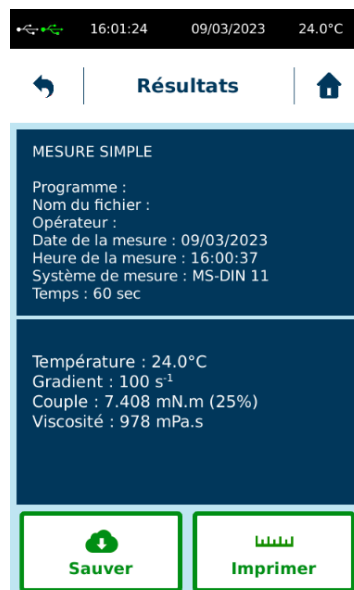 16:01:24 09/03/2023 24.0°C
Résultats
MESURE SIMPLE
Programme :
Nom du fichier :
Opérateur :
Date de la mesure : 09/03/2023
Heure de la mesure : 16:00:37
Système de mesure : MS-DIN 11
Temps : 60 sec
Température : 24.0°C
Gradient : 100 s⁻¹
Couple : 7.408 mN.m (25%)
Viscosité : 978 mPa.s
Sauver Imprimer